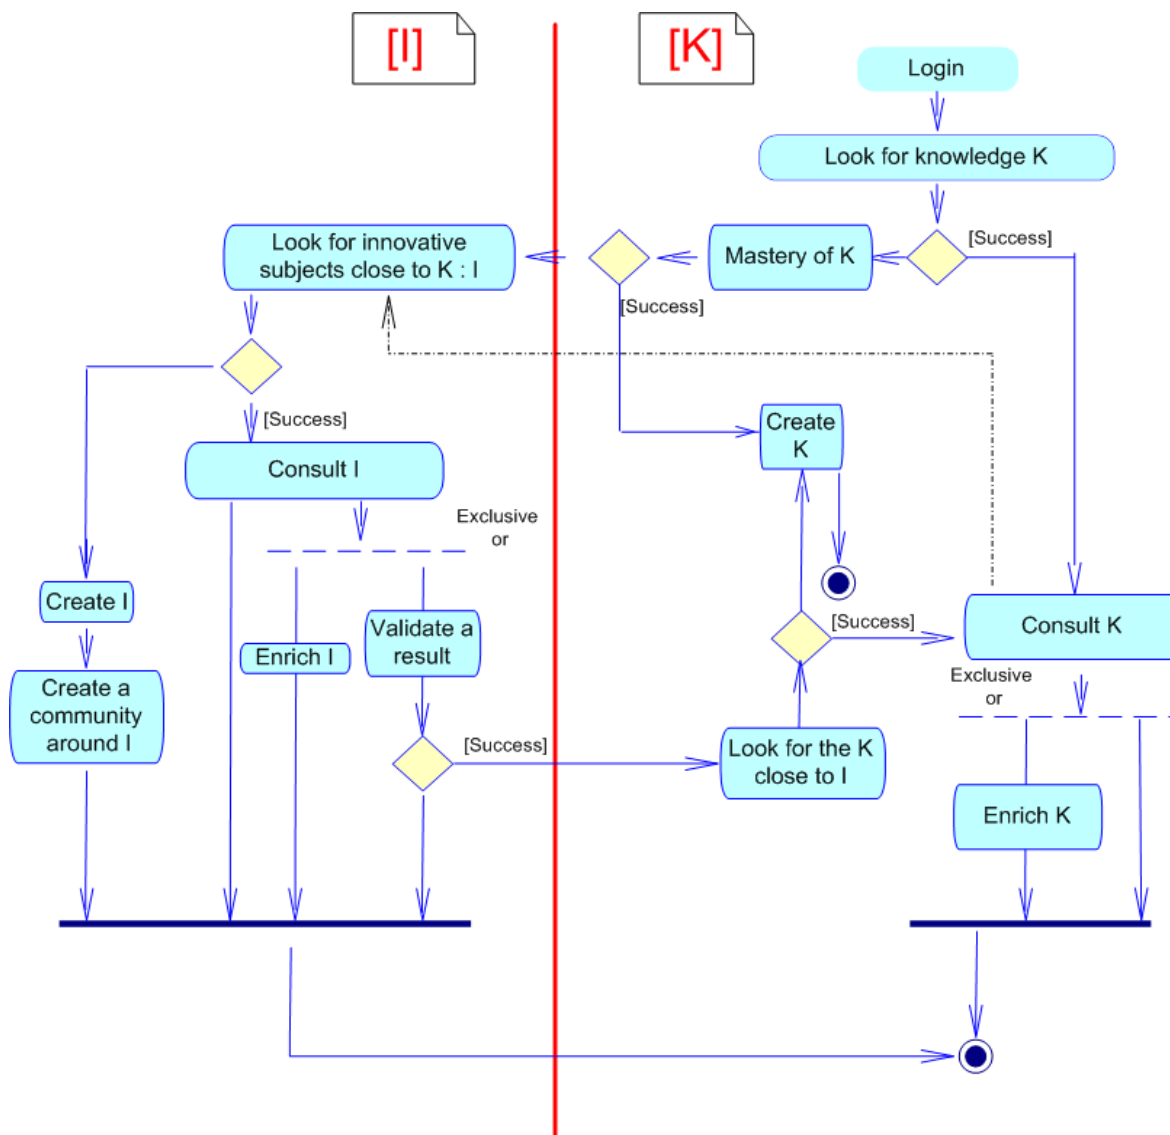 [I]
[K]
Login
Look for knowledge K
[Success]
Look for innovative
subjects close to K : I
Mastery of K
[Success]
[Success]
Create
K
Consult I
Exclusive
or
Create I
Validate a
result
[Success]
Consult K
Enrich I
Exclusive
or
Create a
community
around I
[Success]
Look for the K
close to I
Enrich K